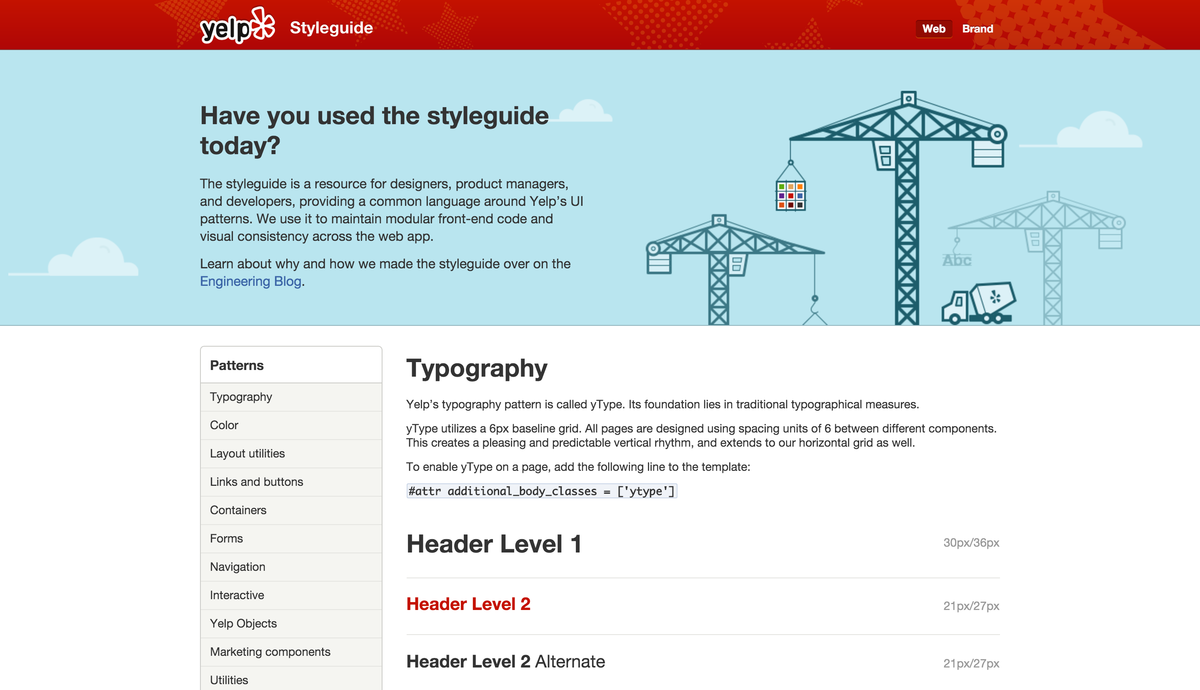 yelp Styleguide Web Brand
Have you used the styleguide
today?
The styleguide is a resource for designers, product managers,
and developers, providing a common language around Yelp's UI
patterns. We use it to maintain modular front-end code and
visual consistency across the web app.
Learn about why and how we made the styleguide over on the
Engineering Blog.
Abc
Patterns
Typography
Color
Layout utilities
Links and buttons
Containers
Forms
Navigation
Interactive
Yelp Objects
Marketing components
Utilities
Typography
Yelp's typography pattern is called yType. Its foundation lies in traditional typographical measures.
yType utilizes a 6px baseline grid. All pages are designed using spacing units of 6 between different components.
This creates a pleasing and predictable vertical rhythm, and extends to our horizontal grid as well.
To enable yType on a page, add the following line to the template:
#attr additional_body_classes = ['ytype']
Header Level 1 30px/36px
Header Level 2 21px/27px
Header Level 2 Alternate 21px/27px